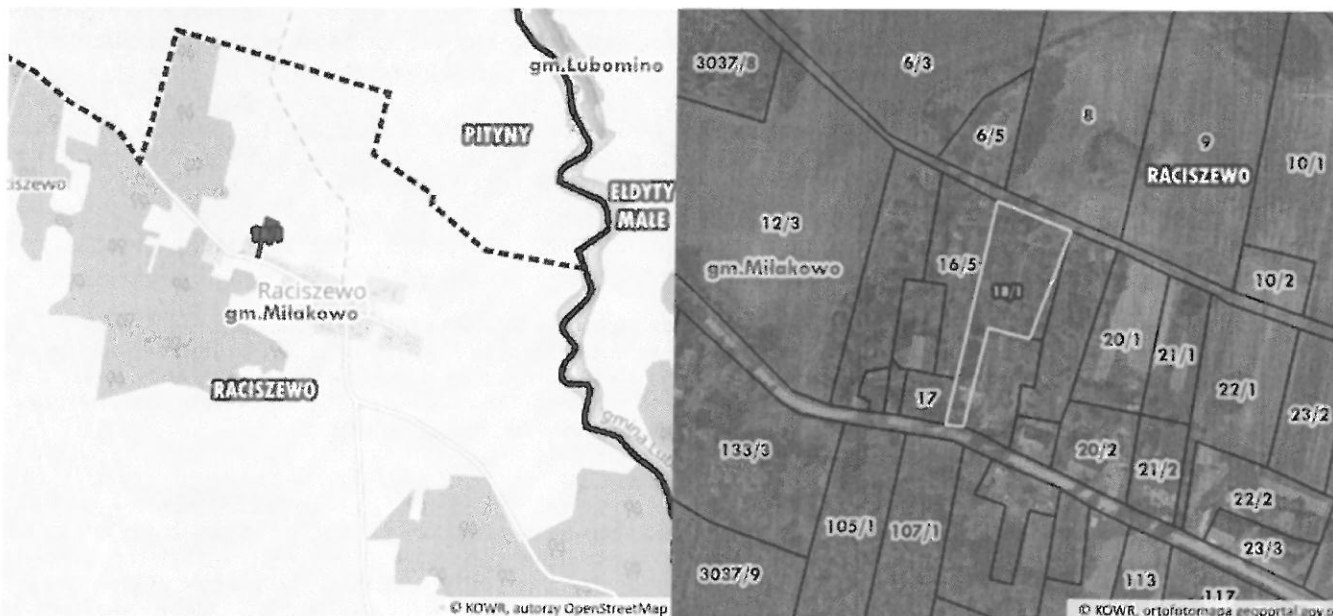 gm.Lubomino
PITYNY
ELDYTY
MAŁE
Raciszewo
gm.Miłakowo
RACISZEWO
© KOWR, autorzy OpenStreetMap
3037/8
6/3
6/5
8
9
10/1
RACISZEWO
12/3
gm.Miłakowo
16/5
18/1
10/2
20/1
21/1
22/1
23/2
17
133/3
20/2
21/2
22/2
23/3
105/1
107/1
3037/9
113
117
© KOWR, ortofotomapa geoportal.gov.p